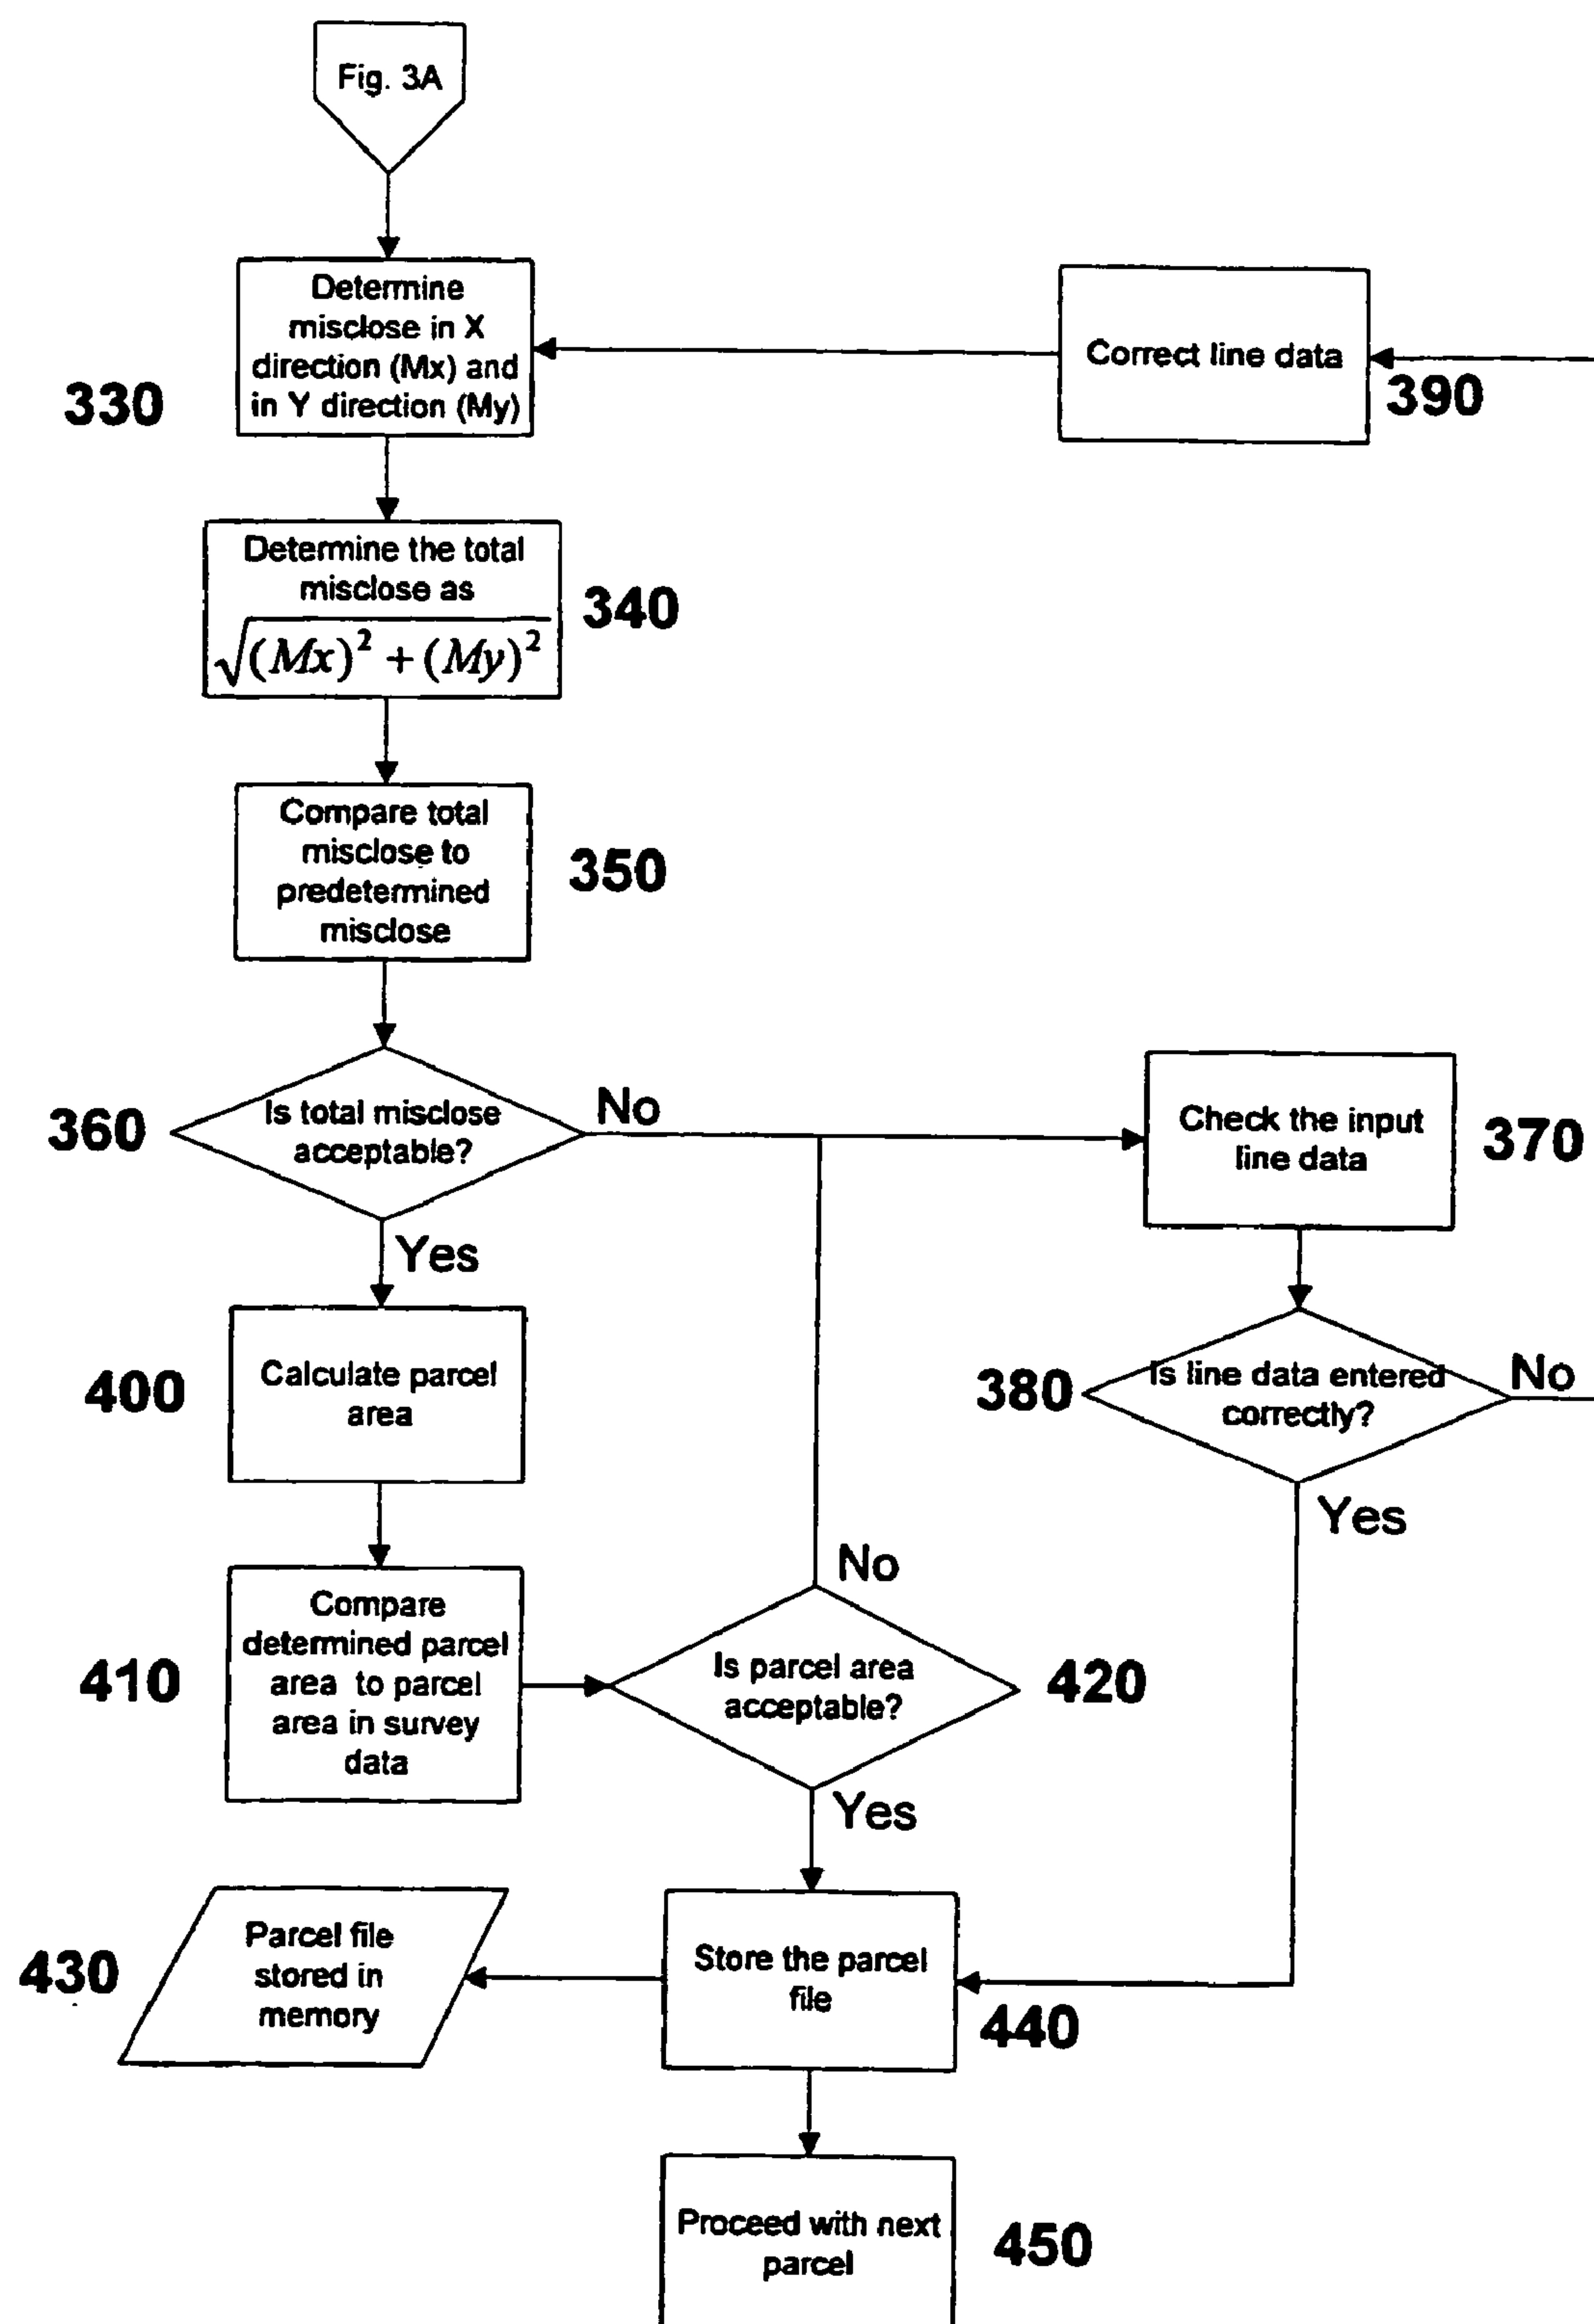 Fig. 3A
Determine
misclose in X
direction (Mx) and
in Y direction (My)
330
Correct line data
390
Determine the total
misclose as
√(Mx)² + (My)²
340
Compare total
misclose to
predetermined
misclose
350
360
Is total misclose
acceptable?
No
Yes
Check the input
line data
370
400
Calculate parcel
area
380
Is line data entered
correctly?
No
Yes
410
Compare
determined parcel
area to parcel
area in survey
data
No
Is parcel area
acceptable?
420
Yes
430
Parcel file
stored in
memory
Store the parcel
file
440
Proceed with next
parcel
450